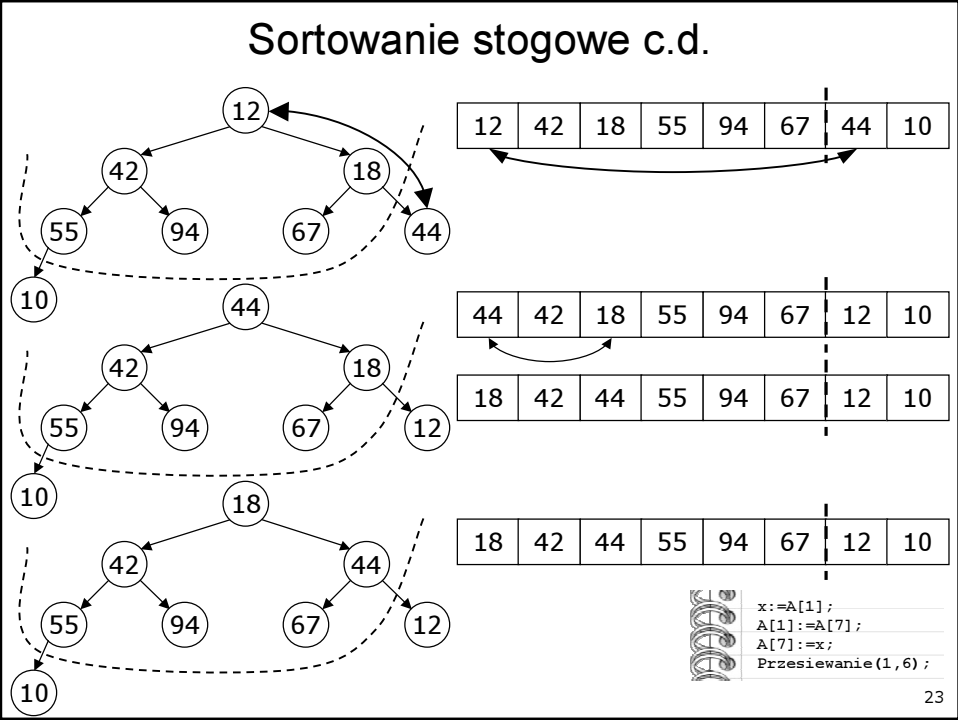 Sortowanie stogowe c.d.
12
42 18
55 94 67 44
10
12 42 18 55 94 67 44 10
44
42 18
55 94 67 12
10
44 42 18 55 94 67 12 10
18 42 44 55 94 67 12 10
18
42 44
55 94 67 12
10
18 42 44 55 94 67 12 10
x:=A[1];
A[1]:=A[7];
A[7]:=x;
Przesiewanie(1,6);
23